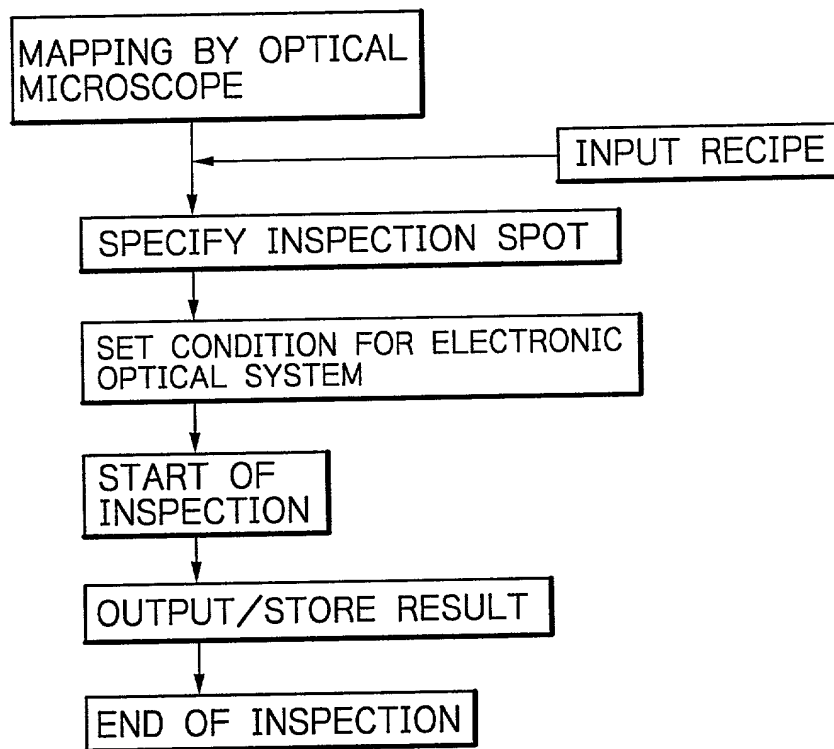 MAPPING BY OPTICAL
MICROSCOPE
INPUT RECIPE
SPECIFY INSPECTION SPOT
SET CONDITION FOR ELECTRONIC
OPTICAL SYSTEM
START OF
INSPECTION
OUTPUT/STORE RESULT
END OF INSPECTION